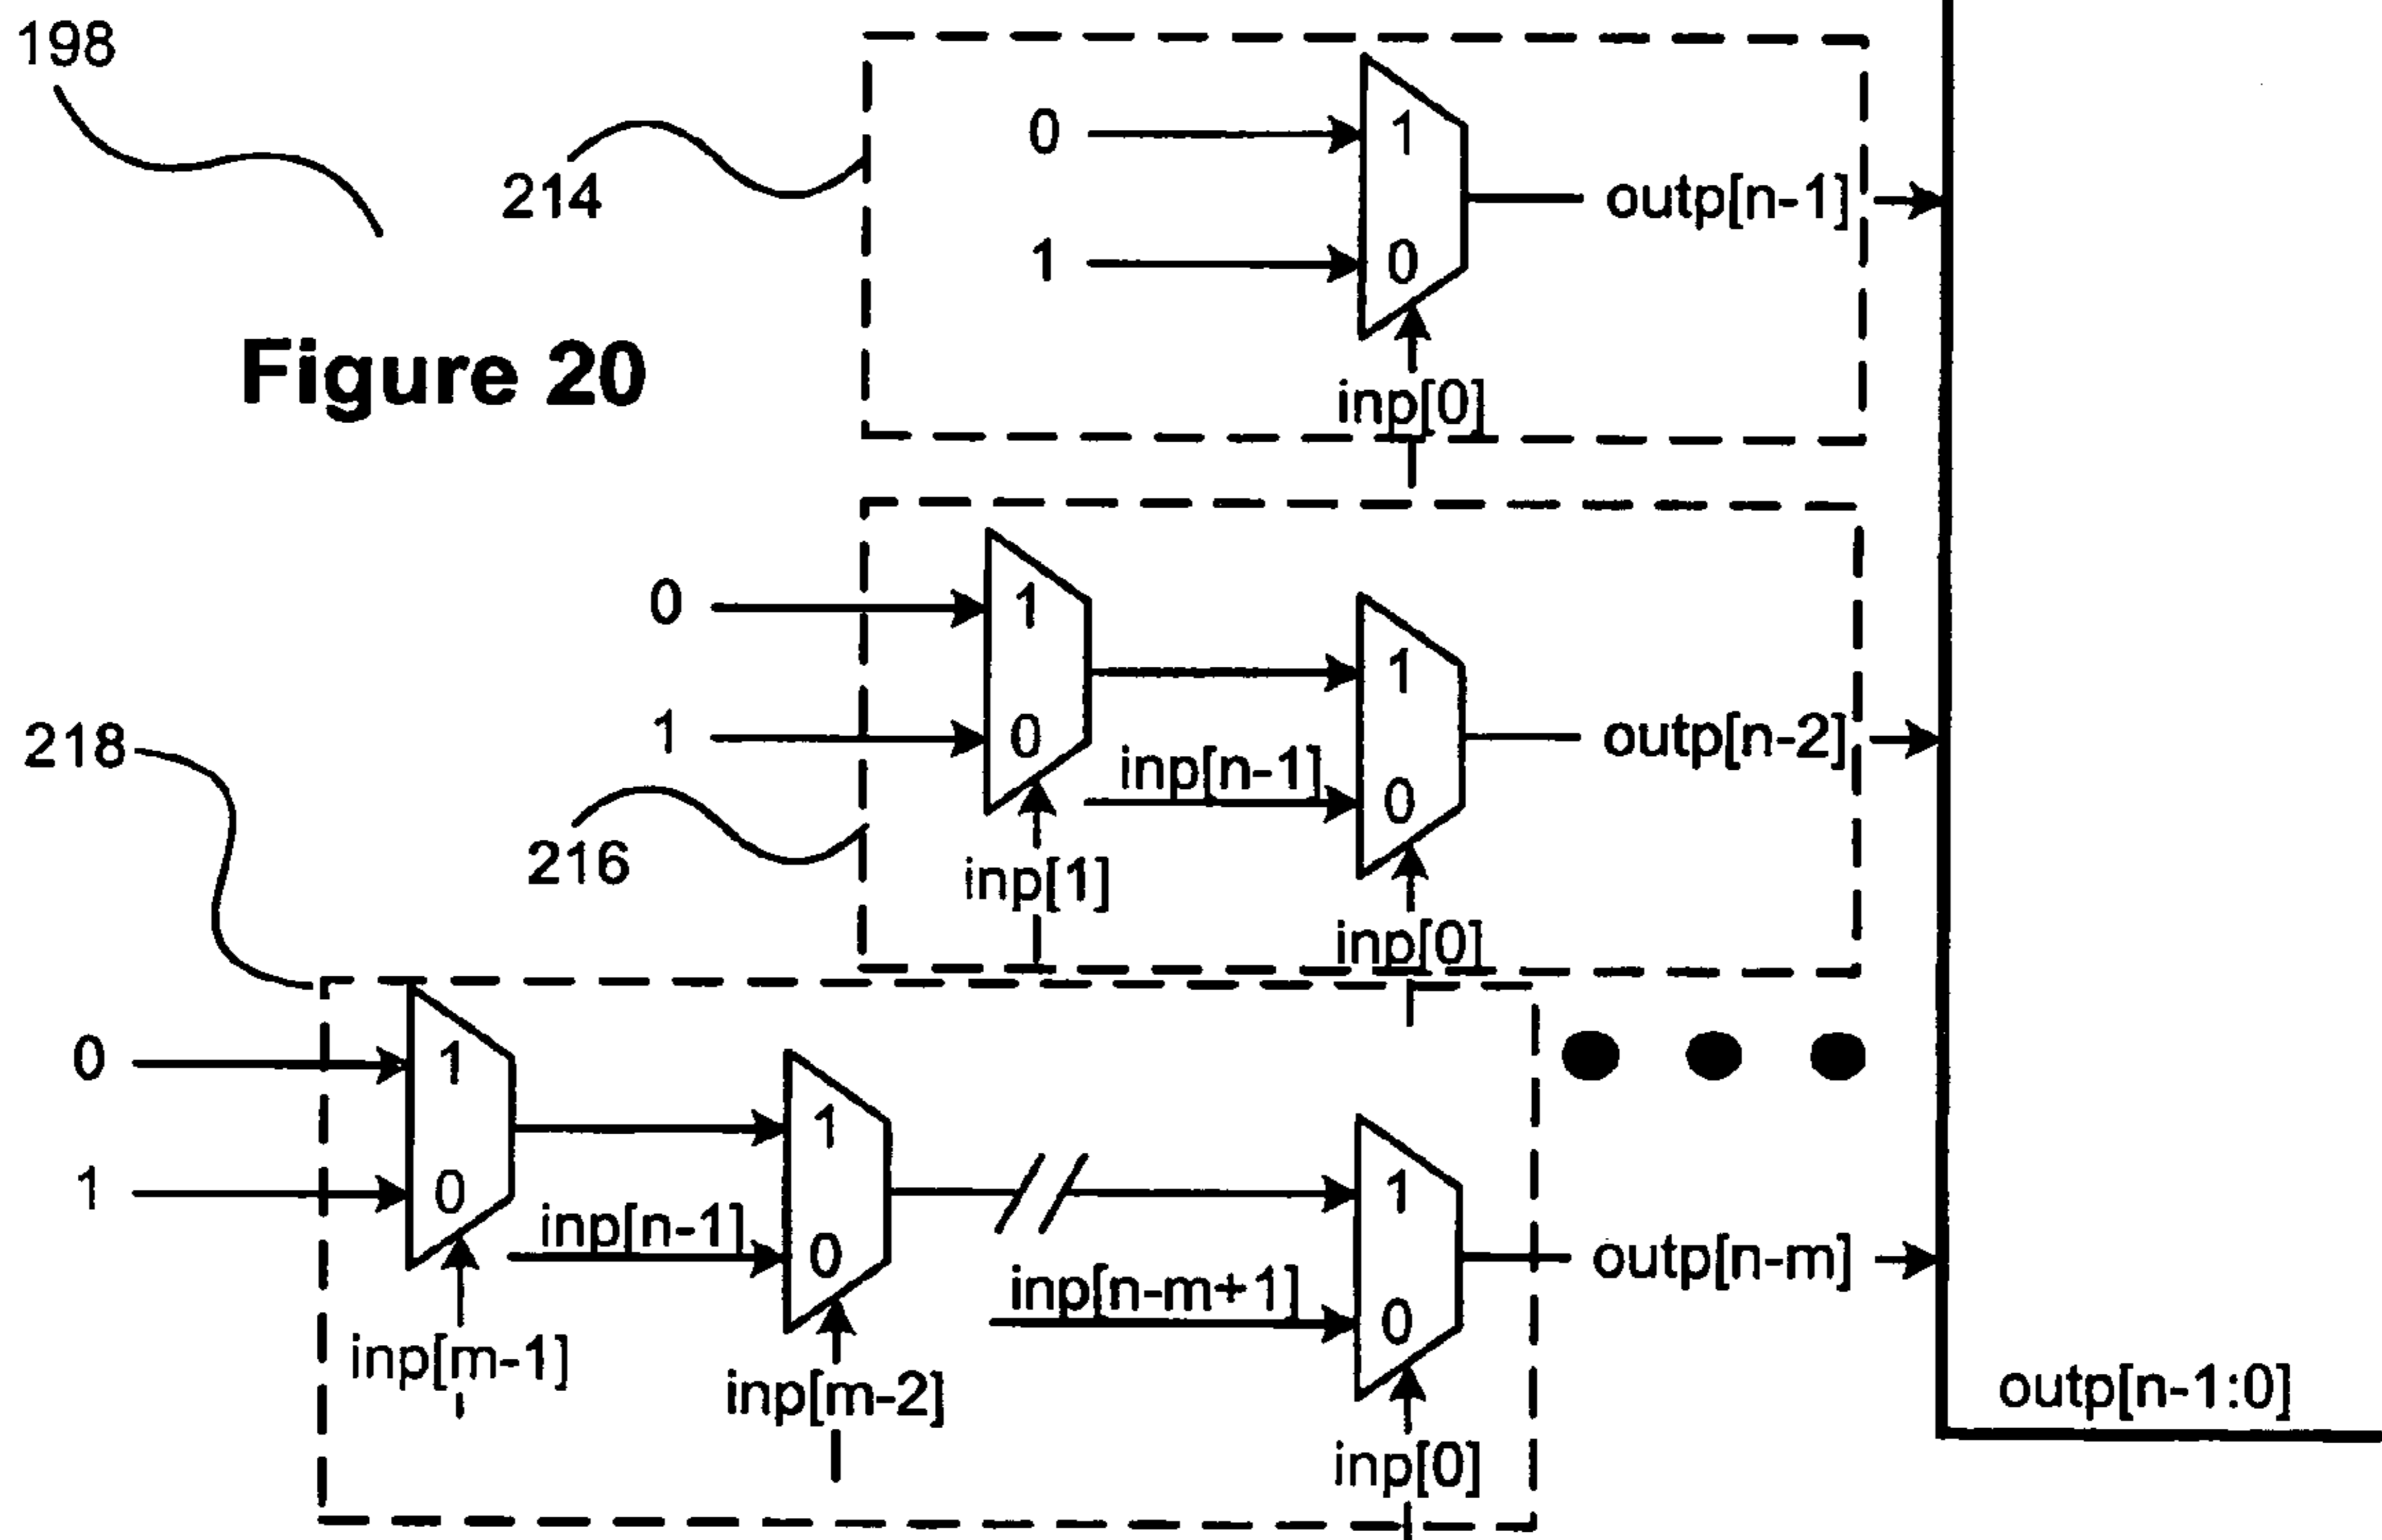 198
214
0
1
1
0
outp[n-1]
inp[0]
Figure 20
0
1
1
0
inp[n-1]
1
0
outp[n-2]
216
inp[1]
inp[0]
218
0
1
1
0
inp[n-1]
1
0
inp[n-m+1]
1
0
outp[n-m]
inp[m-1]
inp[m-2]
inp[0]
outp[n-1:0]